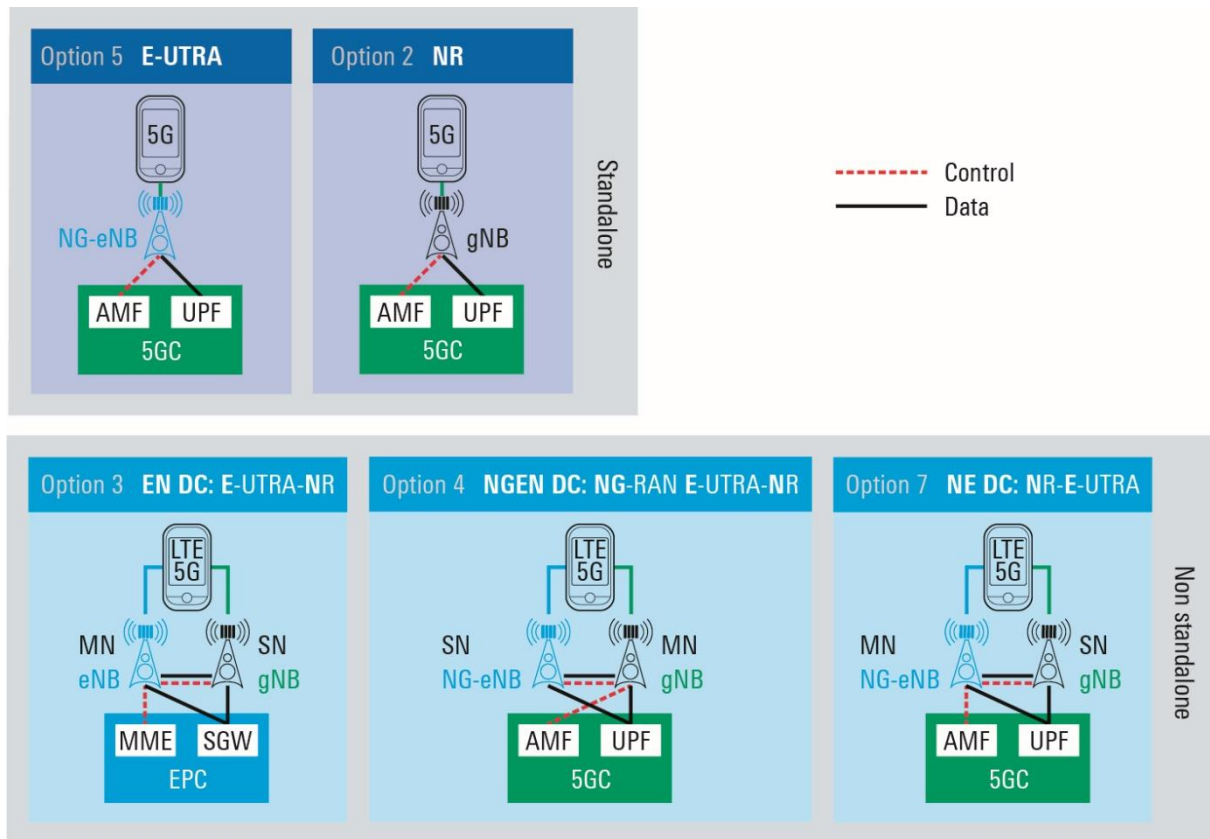 Option 5 E-UTRA
5G
NG-eNB
AMF UPF
5GC
Option 2 NR
5G
gNB
AMF UPF
5GC
Standalone
Control
Data
Option 3 EN DC: E-UTRA-NR
LTE
5G
MN SN
eNB gNB
MME SGW
EPC
Option 4 NGEN DC: NG-RAN E-UTRA-NR
LTE
5G
SN MN
NG-eNB gNB
AMF UPF
5GC
Option 7 NE DC: NR-E-UTRA
LTE
5G
MN SN
NG-eNB gNB
AMF UPF
5GC
Non standalone